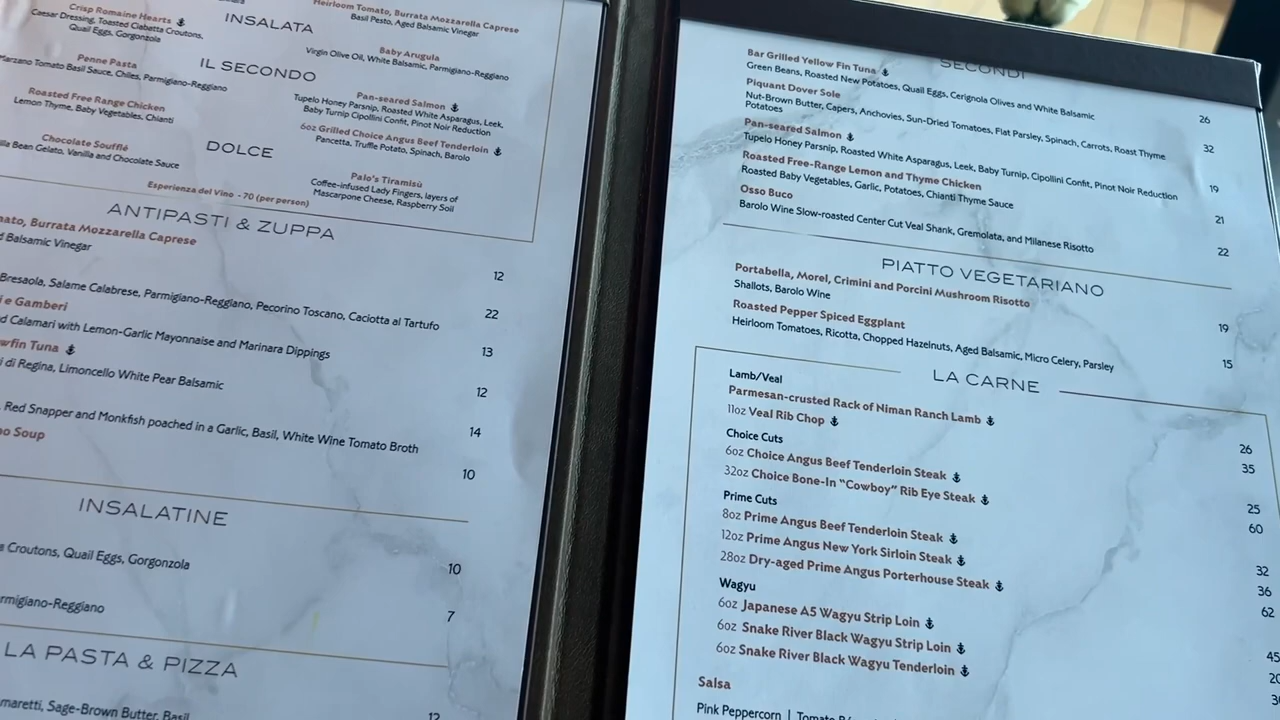 Crisp Romaine Hearts
Caesar Dressing, Toasted Ciabatta Croutons,
Quail Eggs, Gorgonzola
INSALATA
Heirloom Tomato, Burrata Mozzarella Caprese
Basil Pesto, Aged Balsamic Vinegar
Baby Arugula
Virgin Olive Oil, White Balsamic, Parmigiano-Reggiano
IL SECONDO
Penne Pasta
Marzano Tomato Basil Sauce, Chiles, Parmigiano-Reggiano
Roasted Free Range Chicken
Lemon Thyme, Baby Vegetables, Chianti
Pan-seared Salmon
Tupelo Honey Parsnip, Roasted White Asparagus, Leek,
Baby Turnip Cipollini Confit, Pinot Noir Reduction
6oz Grilled Choice Angus Beef Tenderloin
Pancetta, Truffle Potato, Spinach, Barolo
DOLCE
Chocolate Soufflé
Bean Gelato, Vanilla and Chocolate Sauce
Palo's Tiramisù
Coffee-infused Lady Fingers, layers of
Mascarpone Cheese, Raspberry Soil
Esperienza del Vino - 70 (per person)
ANTIPASTI & ZUPPA
Burrata Mozzarella Caprese
Balsamic Vinegar 12
Bresaola, Salame Calabrese, Parmigiano-Reggiano, Pecorino Toscano, Caciotta al Tartufo 22
e Gamberi
Calamari with Lemon-Garlic Mayonnaise and Marinara Dippings 13
Tuna
di Regina, Limoncello White Pear Balsamic 12
Red Snapper and Monkfish poached in a Garlic, Basil, White Wine Tomato Broth 14
Soup
10
INSALATINE
Croutons, Quail Eggs, Gorgonzola 10
7
LA PASTA & PIZZA
Sage-Brown Butter, Basil 12
SECONDI
Bar Grilled Yellow Fin Tuna
Green Beans, Roasted New Potatoes, Quail Eggs, Cerignola Olives and White Balsamic 26
Piquant Dover Sole
Nut-Brown Butter, Capers, Anchovies, Sun-Dried Tomatoes, Flat Parsley, Spinach, Carrots, Roast Thyme 32
Potatoes
Pan-seared Salmon
Tupelo Honey Parsnip, Roasted White Asparagus, Leek, Baby Turnip, Cipollini Confit, Pinot Noir Reduction 19
Roasted Free-Range Lemon and Thyme Chicken
Roasted Baby Vegetables, Garlic, Potatoes, Chianti Thyme Sauce 21
Osso Buco
Barolo Wine Slow-roasted Center Cut Veal Shank, Gremolata, and Milanese Risotto 22
PIATTO VEGETARIANO
Portabella, Morel, Crimini and Porcini Mushroom Risotto
Shallots, Barolo Wine 19
Roasted Pepper Spiced Eggplant
Heirloom Tomatoes, Ricotta, Chopped Hazelnuts, Aged Balsamic, Micro Celery, Parsley 15
LA CARNE
Lamb/Veal
Parmesan-crusted Rack of Niman Ranch Lamb 26
11oz Veal Rib Chop 35
Choice Cuts
6oz Choice Angus Beef Tenderloin Steak 25
32oz Choice Bone-In "Cowboy" Rib Eye Steak 60
Prime Cuts
8oz Prime Angus Beef Tenderloin Steak 32
12oz Prime Angus New York Sirloin Steak 36
28oz Dry-aged Prime Angus Porterhouse Steak 62
Wagyu
6oz Japanese A5 Wagyu Strip Loin 45
6oz Snake River Black Wagyu Strip Loin
6oz Snake River Black Wagyu Tenderloin
Salsa
Pink Peppercorn |